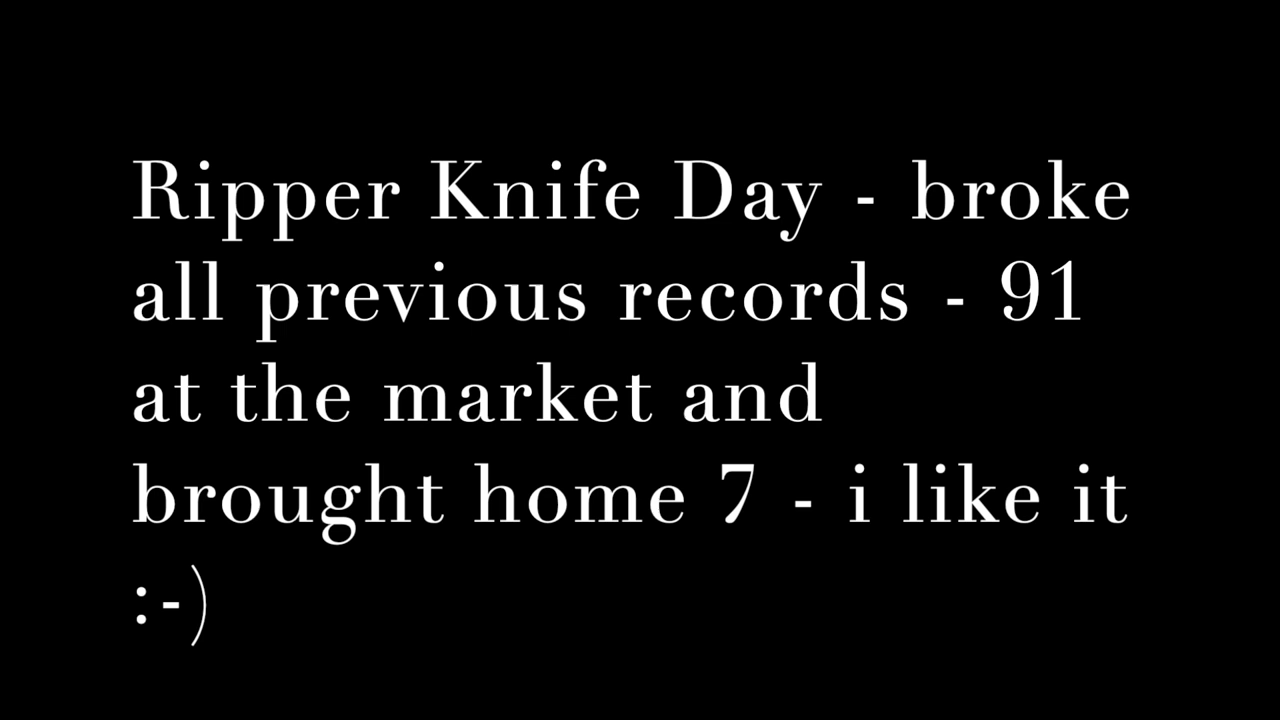 Ripper Knife Day - broke
all previous records - 91
at the market and
brought home 7 - i like it
:-)